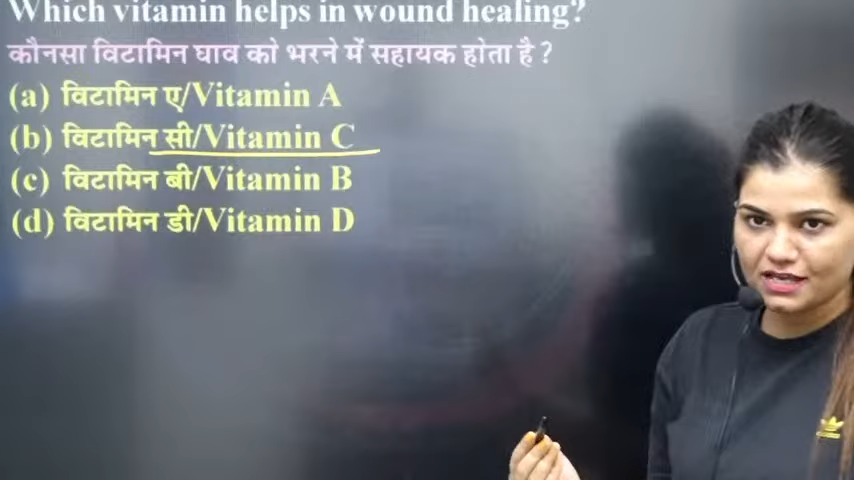 Which vitamin helps in wound healing?
कौनसा विटामिन घाव को भरने में सहायक होता है ?
(a) विटामिन ए/Vitamin A
(b) विटामिन सी/Vitamin C
(c) विटामिन बी/Vitamin B
(d) विटामिन डी/Vitamin D